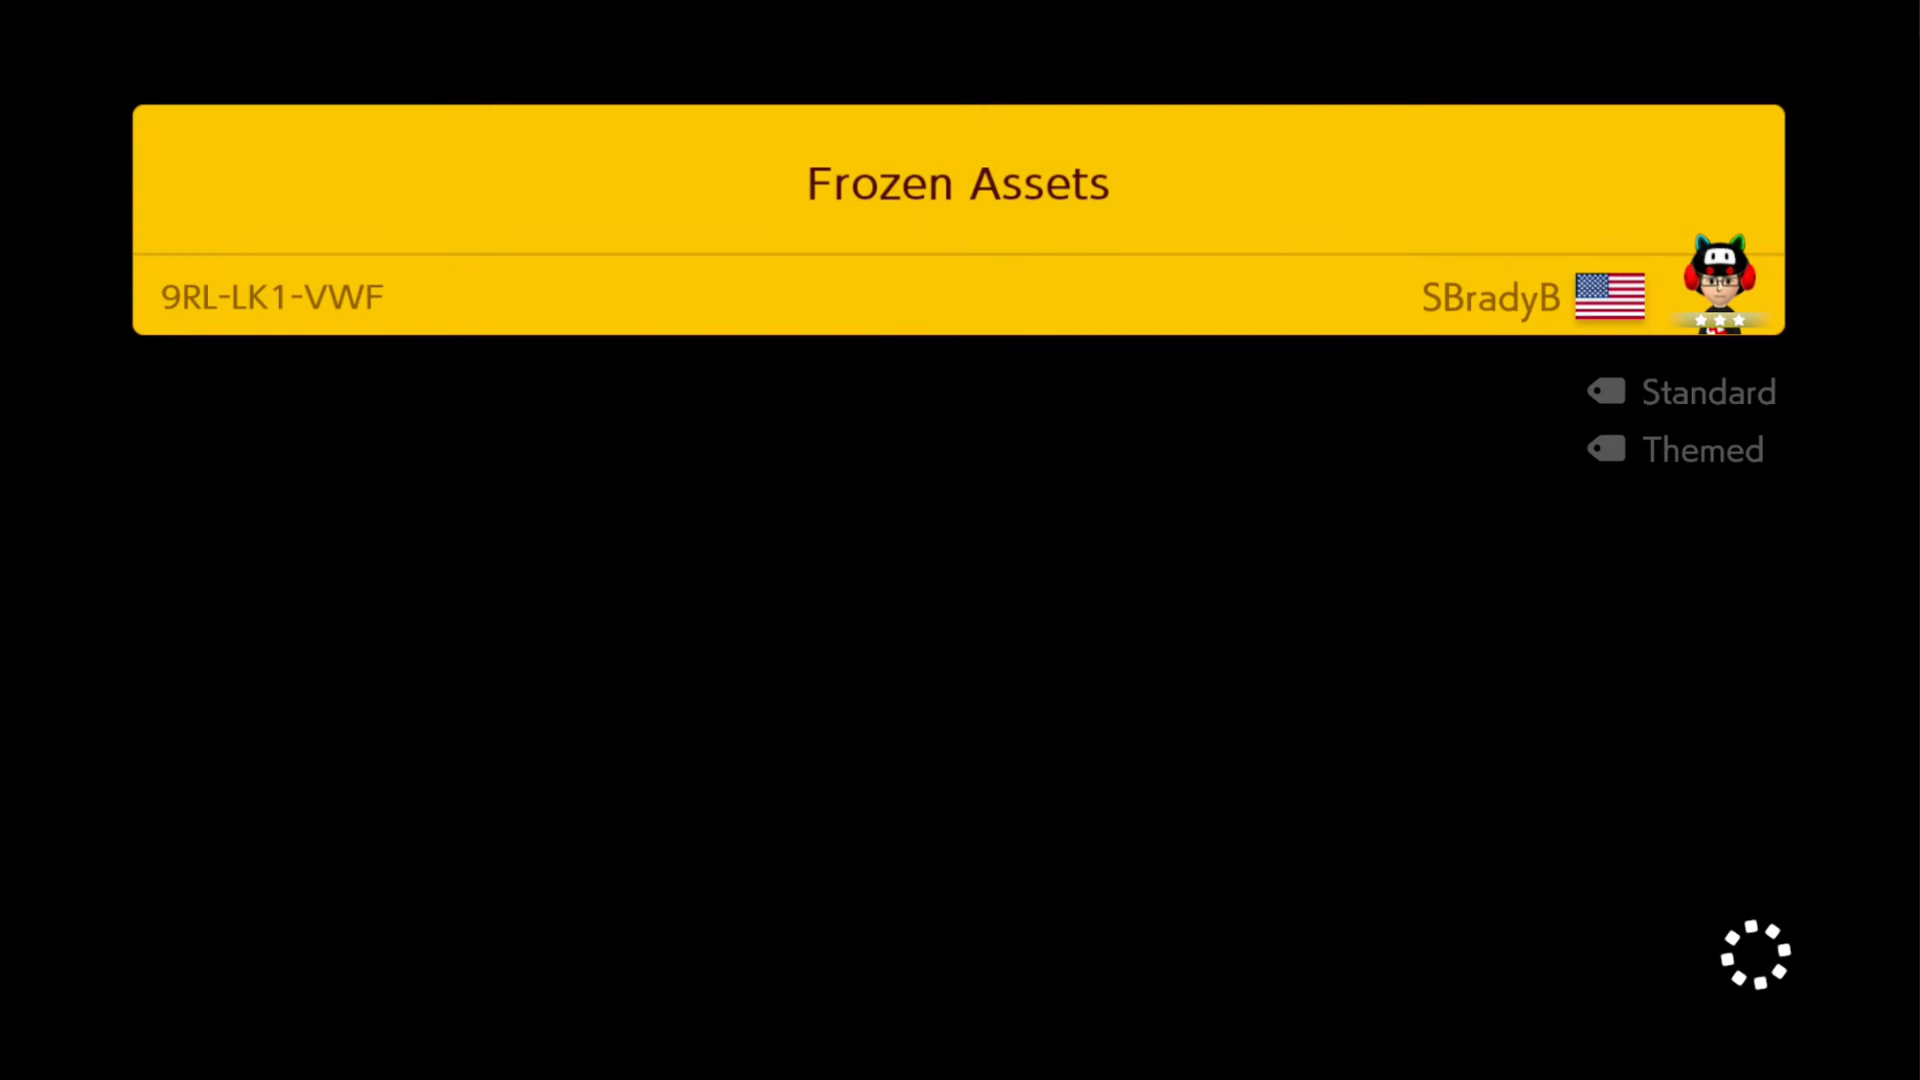 Frozen Assets
9RL-LK1-VWF
SBradyB
Standard
Themed